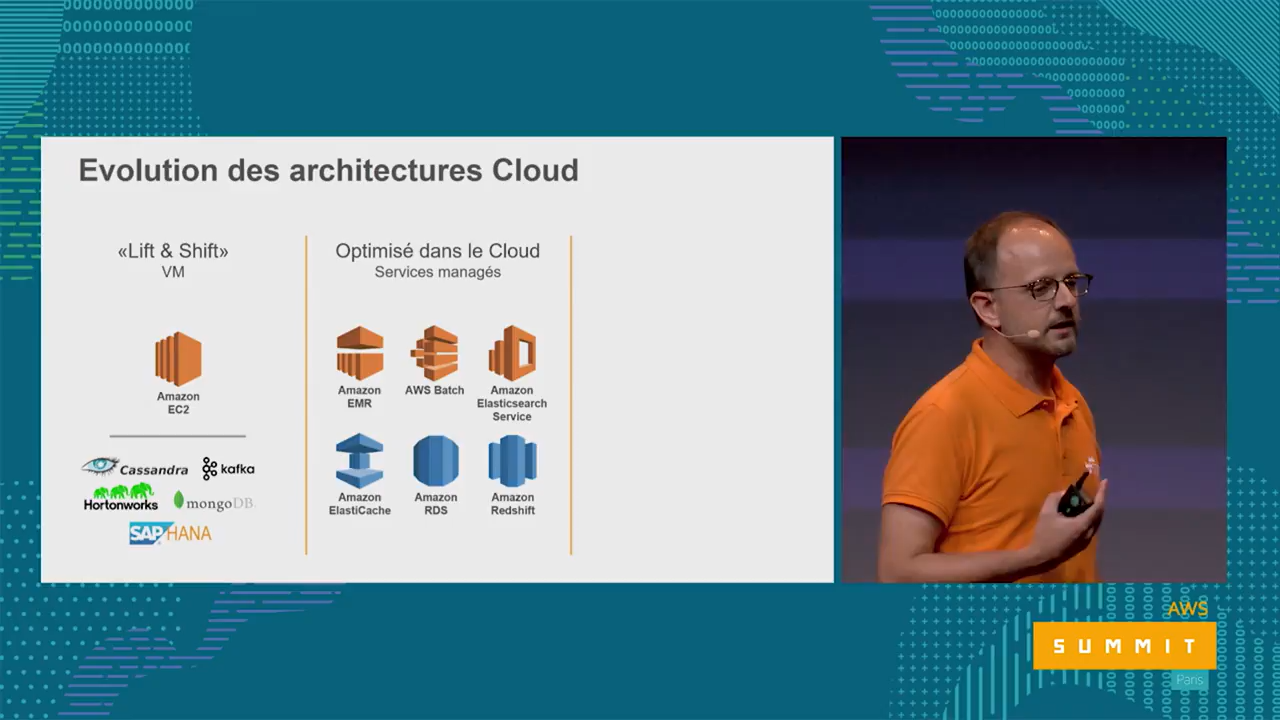 Evolution des architectures Cloud
«Lift & Shift»
VM
Amazon
EC2
Cassandra
kafka
Hortonworks
mongoDB
SAP HANA
Optimisé dans le Cloud
Services managés
Amazon
EMR
AWS Batch
Amazon
Elasticsearch
Service
Amazon
ElastiCache
Amazon
RDS
Amazon
Redshift
AWS
SUMMIT
Paris